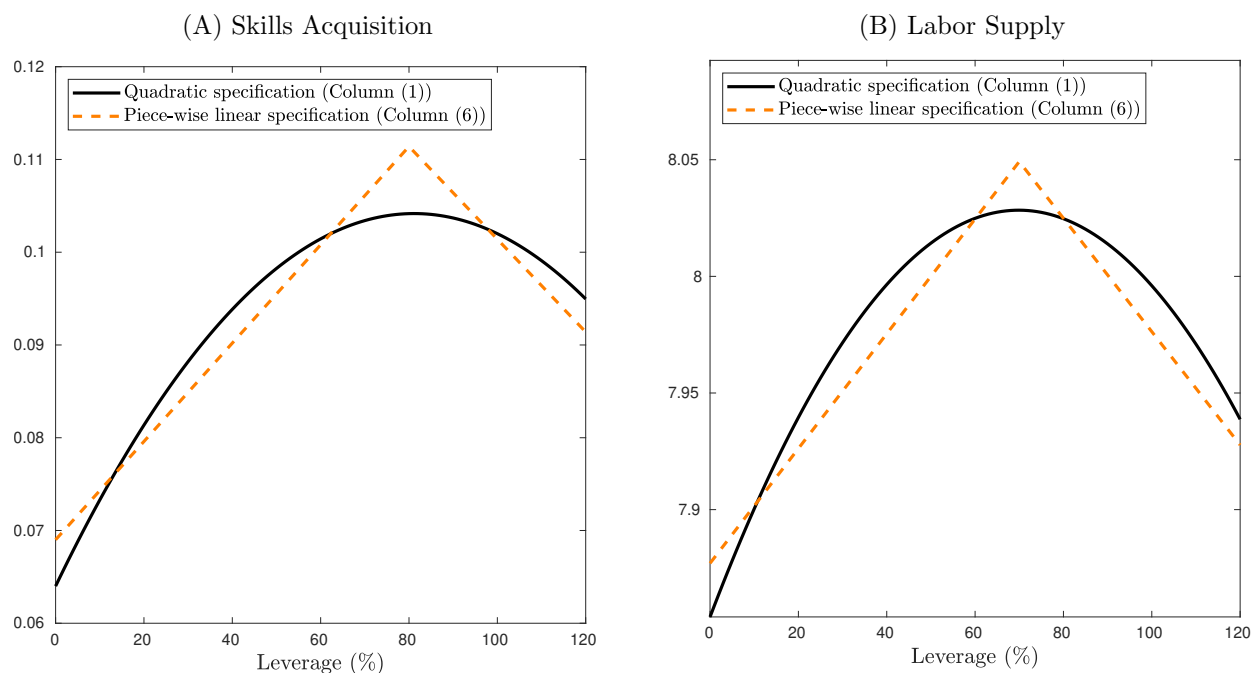 (A) Skills Acquisition
0.12
0.11
0.1
0.09
0.08
0.07
0.06
Quadratic specification (Column (1))
Piece-wise linear specification (Column (6))
0 20 40 60 80 100 120
Leverage (%)
(B) Labor Supply
8.05
8
7.95
7.9
Quadratic specification (Column (1))
Piece-wise linear specification (Column (6))
0 20 40 60 80 100 120
Leverage (%)